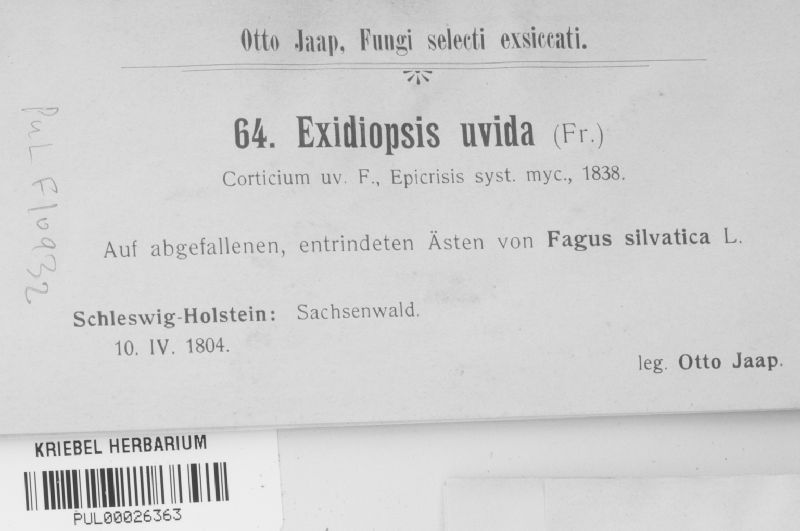 Otto Jaap, Fungi selecti exsiccati.
64. Exidiopsis uvida (Fr.)
Corticium uv. F., Epicrisis syst. myc., 1838.
Auf abgefallenen, entrindeten Ästen von Fagus silvatica L.
Schleswig-Holstein: Sachsenwald.
10. IV. 1804.
leg. Otto Jaap.
PuL F10932
KRIEBEL HERBARIUM
PUL00026363